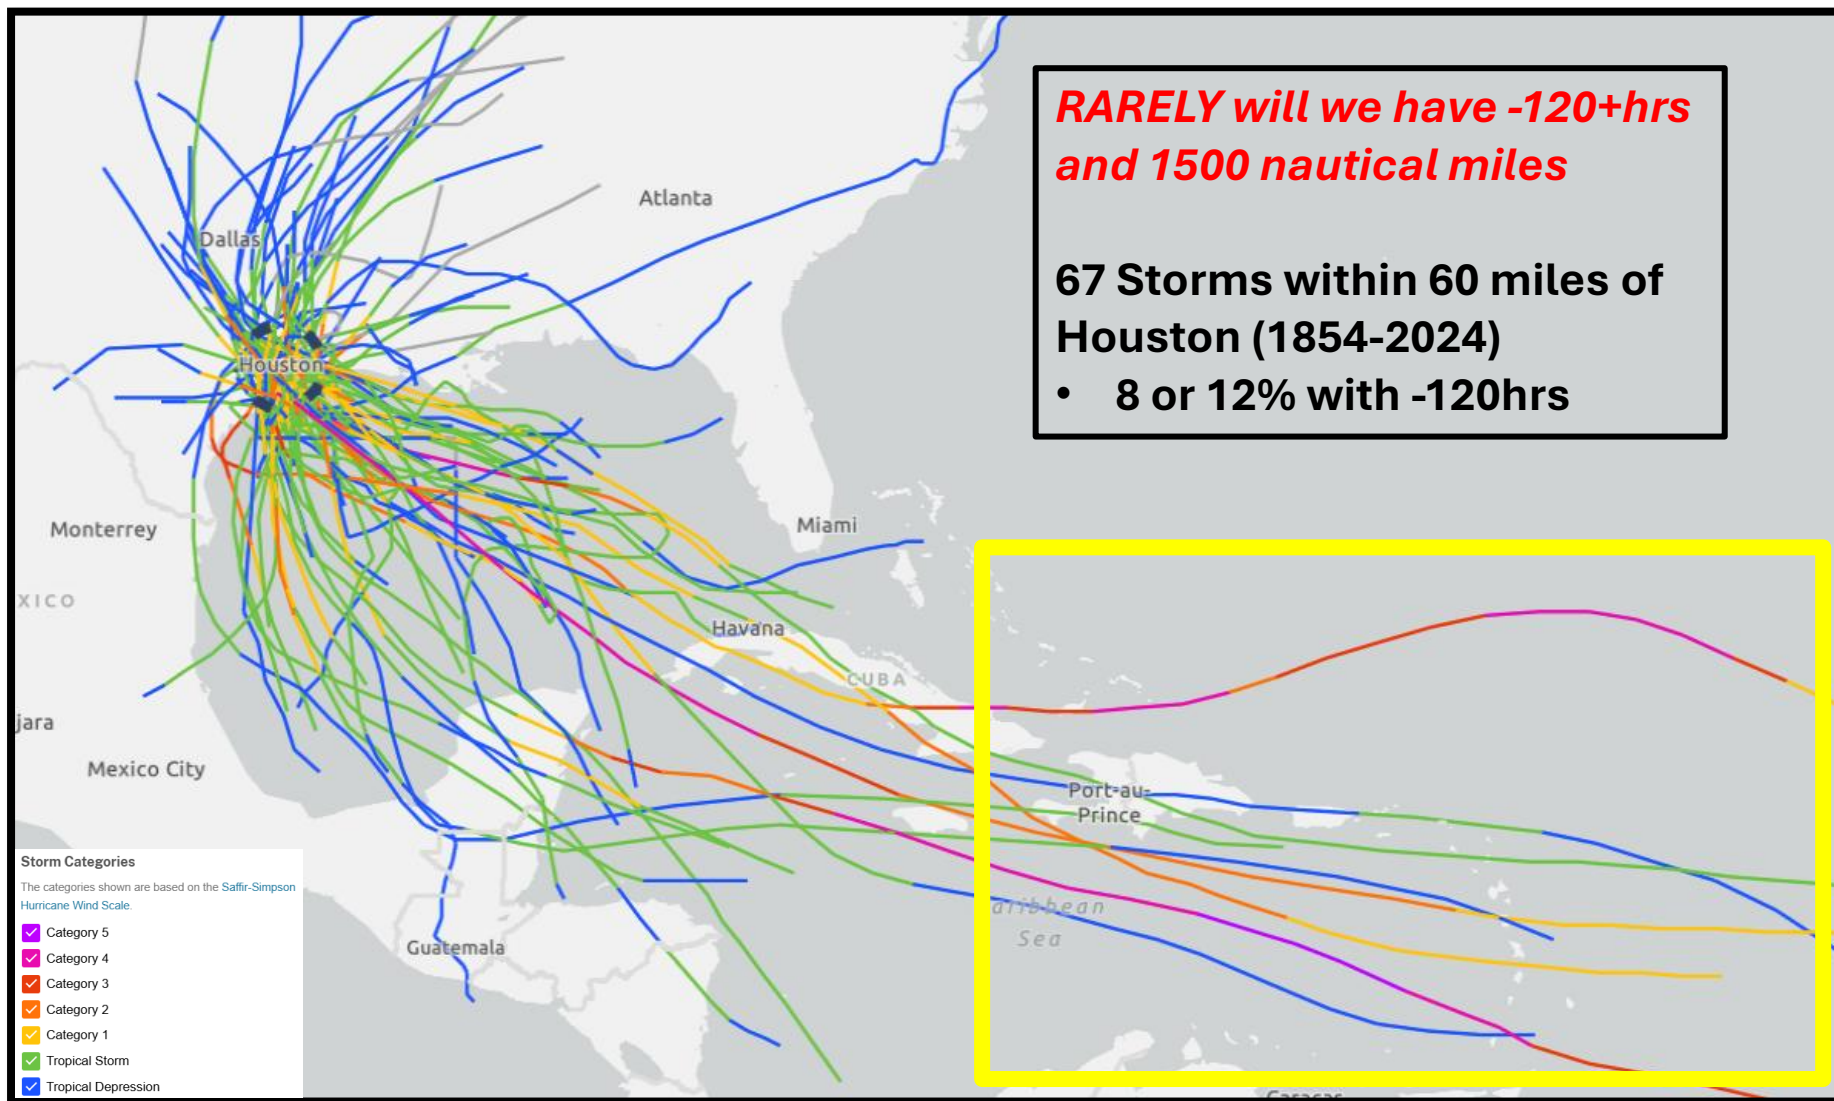 RARELY will we have -120+hrs
and 1500 nautical miles
67 Storms within 60 miles of
Houston (1854-2024)
• 8 or 12% with -120hrs
Atlanta
Dallas
Houston
Monterrey
Miami
XICO
Havana
CUBA
jara
Mexico City
Port-au-
Prince
aribbean
Sea
Guatemala
Caracas
Storm Categories
The categories shown are based on the Saffir-Simpson
Hurricane Wind Scale.
Category 5
Category 4
Category 3
Category 2
Category 1
Tropical Storm
Tropical Depression